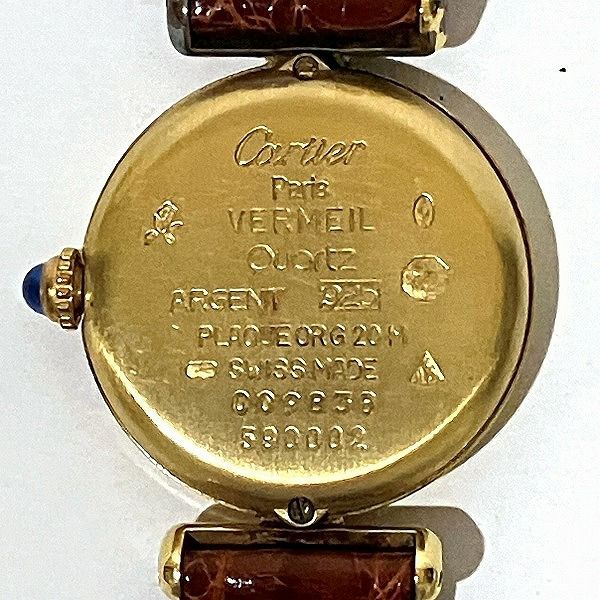 Cartier
Paris
VERMEIL
Quartz
ARGENT 925
PLAQUE OR G 20 M
SWISS MADE
590002